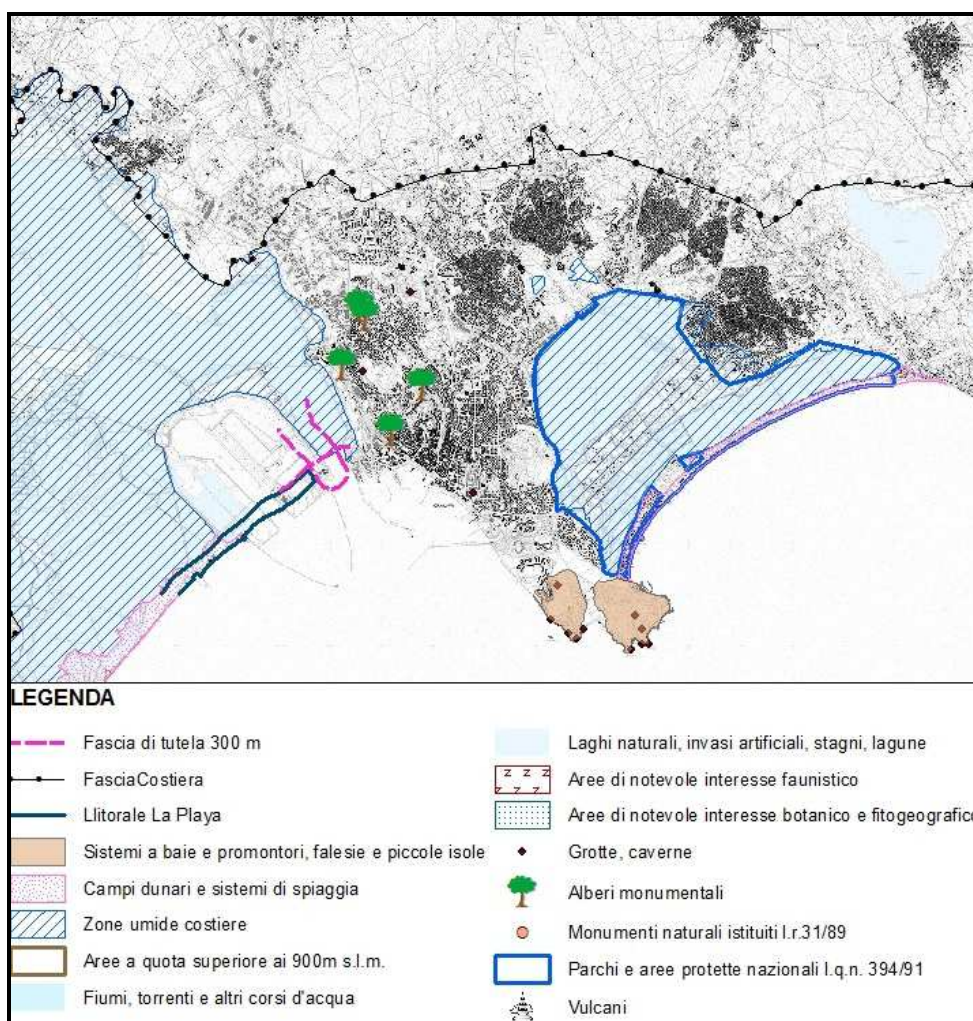 LEGENDA
Fascia di tutela 300 m
FasciaCostiera
Llitorale La Playa
Sistemi a baie e promontori, falesie e piccole isole
Campi dunari e sistemi di spiaggia
Zone umide costiere
Aree a quota superiore ai 900m s.l.m.
Fiumi, torrenti e altri corsi d'acqua
Laghi naturali, invasi artificiali, stagni, lagune
Aree di notevole interesse faunistico
Aree di notevole interesse botanico e fitogeografico
Grotte, caverne
Alberi monumentali
Monumenti naturali istituiti l.r.31/89
Parchi e aree protette nazionali l.q.n. 394/91
Vulcani